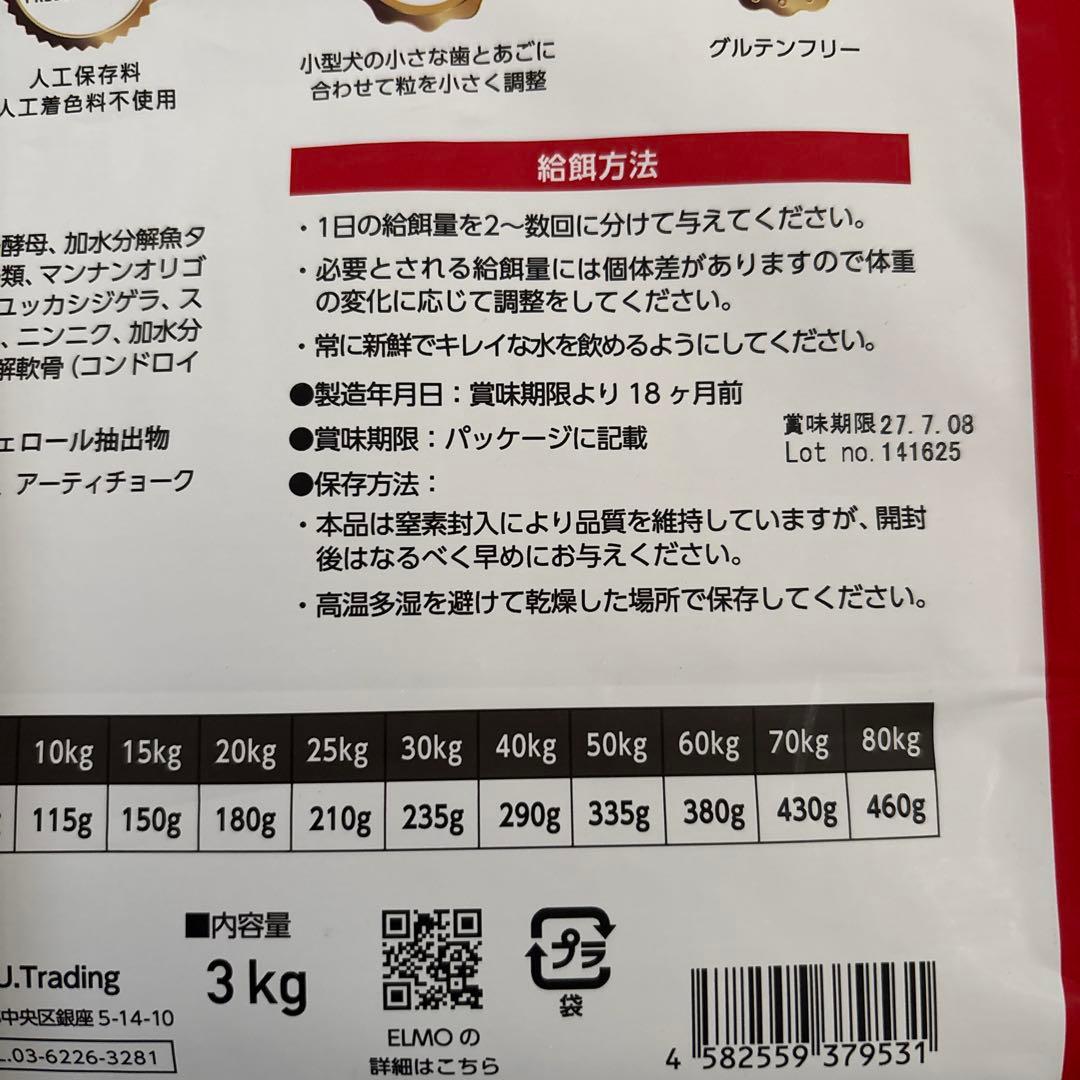 人工保存料
人工着色料不使用
小型犬の小さな歯とあごに
合わせて粒を小さく調整
グルテンフリー
酵母、加水分解魚タ
類、マンナンオリゴ
ユッカシジゲラ、ス
、ニンニク、加水分
解軟骨 (コンドロイ
ェロール抽出物
、アーティチョーク
給餌方法
・1日の給餌量を2〜数回に分けて与えてください。
・必要とされる給餌量には個体差がありますので体重
の変化に応じて調整をしてください。
・常に新鮮でキレイな水を飲めるようにしてください。
●製造年月日：賞味期限より 18 ヶ月前
●賞味期限：パッケージに記載
賞味期限27.7.08
Lot no.141625
●保存方法：
・本品は窒素封入により品質を維持していますが、開封
後はなるべく早めにお与えください。
・高温多湿を避けて乾燥した場所で保存してください。
10kg 15kg 20kg 25kg 30kg 40kg 50kg 60kg 70kg 80kg
115g 150g 180g 210g 235g 290g 335g 380g 430g 460g
■内容量
3kg
U.Trading
中央区銀座 5-14-10
L.03-6226-3281
ELMO の
詳細はこちら
プラ
袋
4 582559 379531